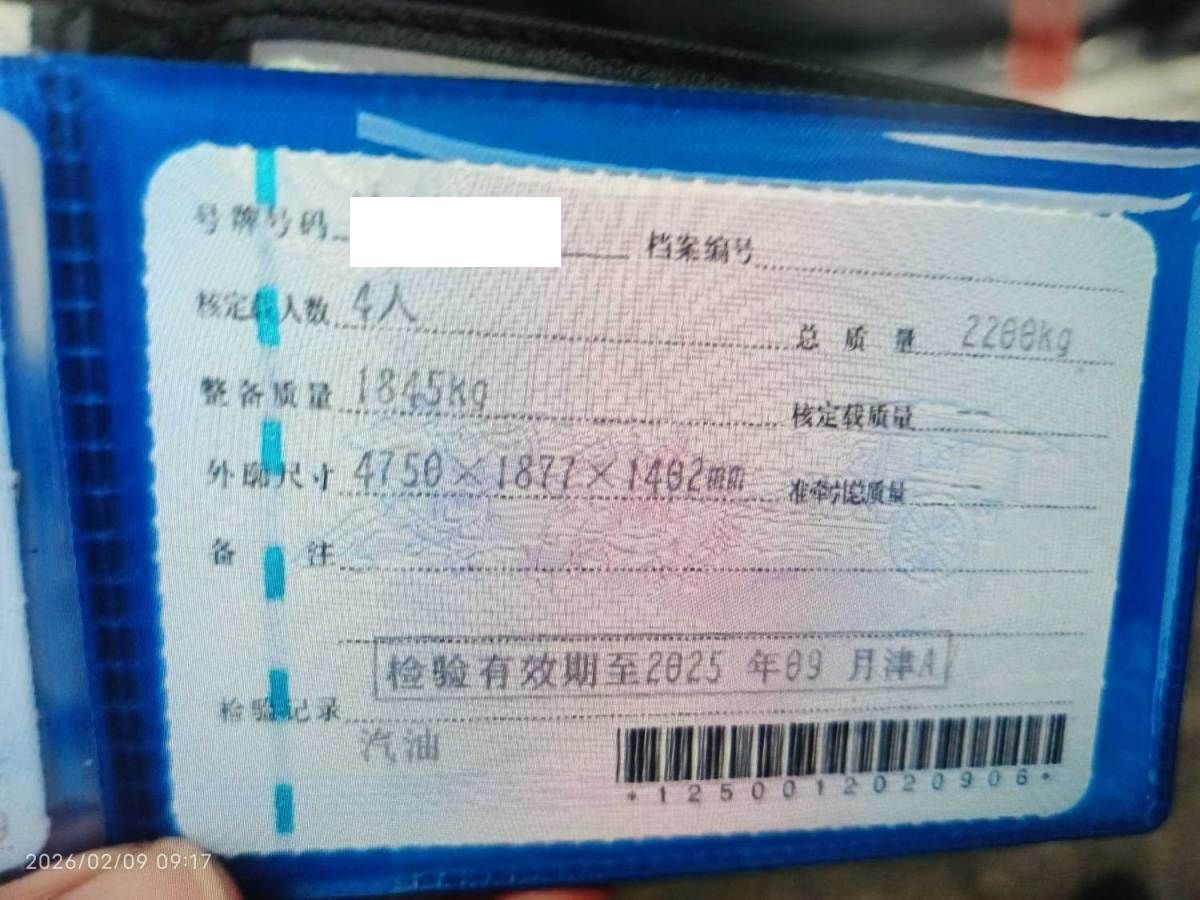 号牌号码 档案编号
核定载人数 4人 总质量 2200kg
整备质量 1845kg 核定载质量 --
外廓尺寸 4750×1877×1402mm 准牵引总质量 --
备注
检验有效期至2025 年09 月津A
检验记录
汽油
*1250012020906*
2026/02/09 09:17